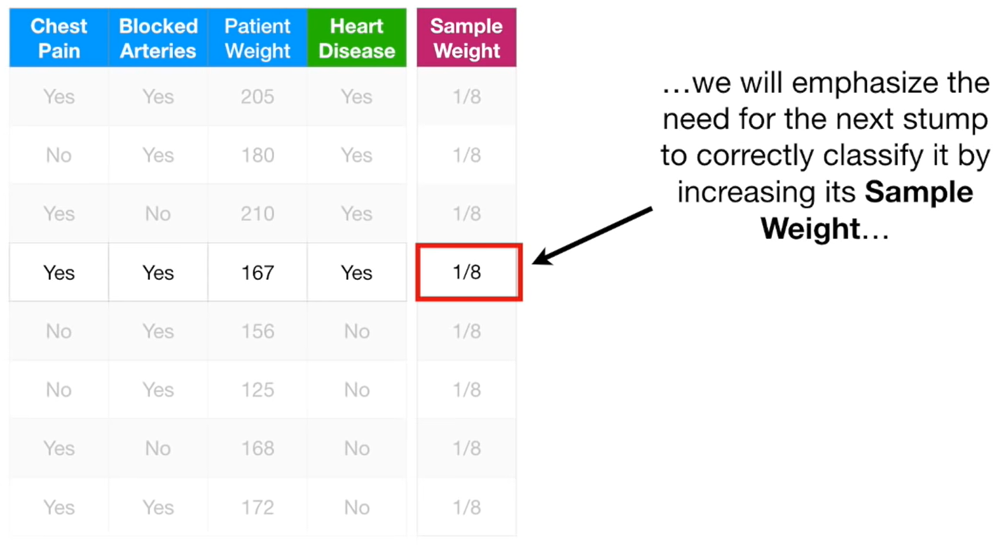 Chest Pain Blocked Arteries Patient Weight Heart Disease Sample Weight
Yes Yes 205 Yes 1/8
No Yes 180 Yes 1/8
Yes No 210 Yes 1/8
Yes Yes 167 Yes 1/8
No Yes 156 No 1/8
No Yes 125 No 1/8
Yes No 168 No 1/8
Yes Yes 172 No 1/8
…we will emphasize the
need for the next stump
to correctly classify it by
increasing its Sample
Weight…